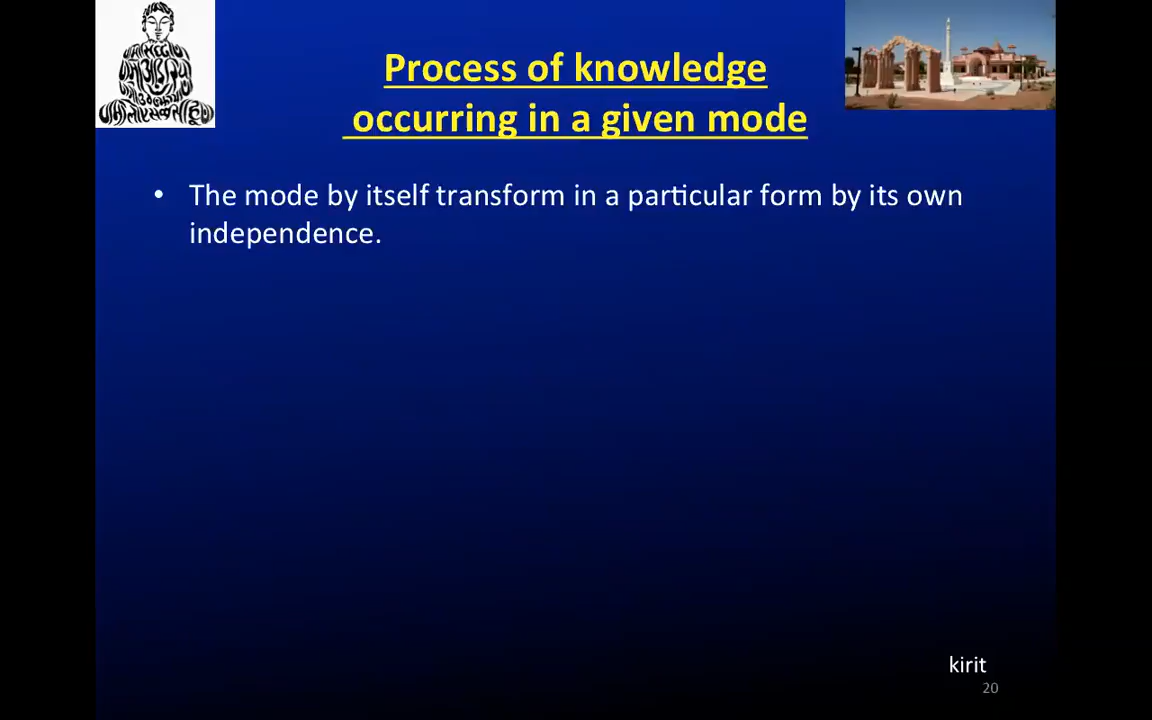 Process of knowledge
occurring in a given mode
• The mode by itself transform in a particular form by its own
independence.
kirit
20